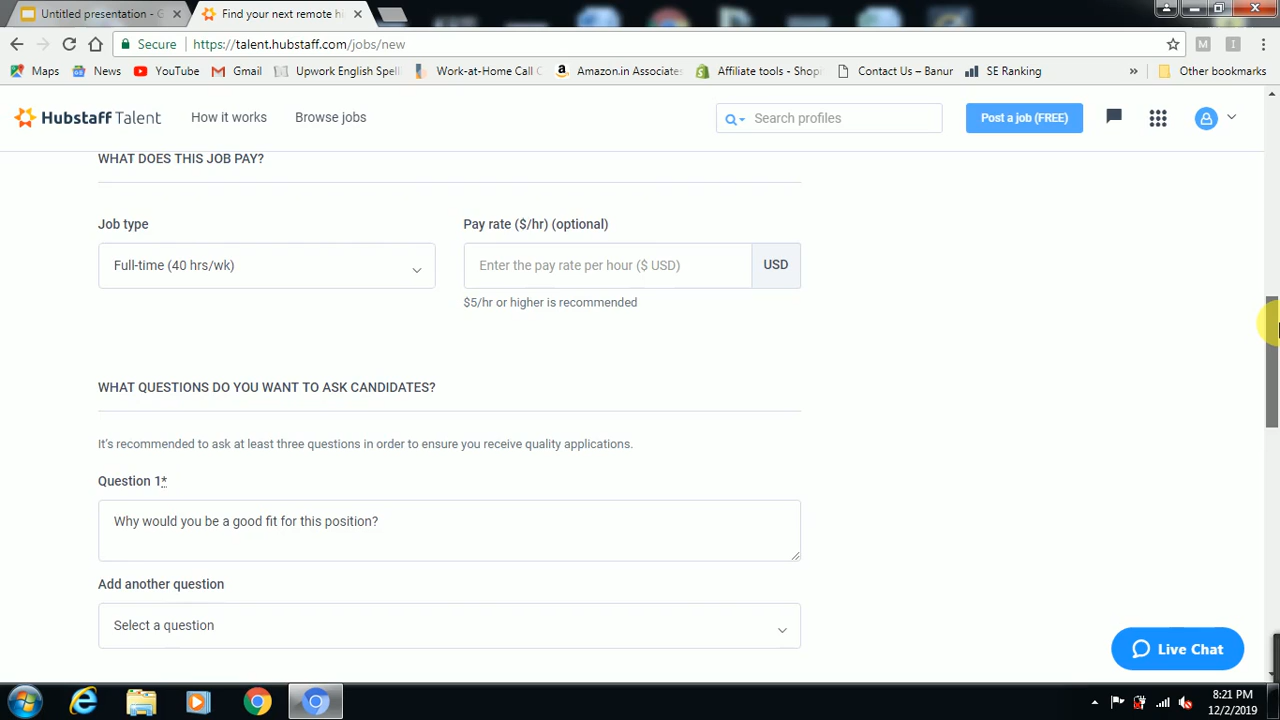 Untitled presentation - G
Find your next remote hi
Secure
https://talent.hubstaff.com/jobs/new
Maps
News
YouTube
Gmail
Upwork English Spell
Work-at-Home Call C
Amazon.in Associates
Affiliate tools - Shopi
Contact Us – Banur
SE Ranking
»
Other bookmarks
Hubstaff Talent
How it works
Browse jobs
Search profiles
Post a job (FREE)
WHAT DOES THIS JOB PAY?
Job type
Pay rate ($/hr) (optional)
Full-time (40 hrs/wk)
Enter the pay rate per hour ($ USD)
USD
$5/hr or higher is recommended
WHAT QUESTIONS DO YOU WANT TO ASK CANDIDATES?
It's recommended to ask at least three questions in order to ensure you receive quality applications.
Question 1*
Why would you be a good fit for this position?
Add another question
Select a question
Live Chat
8:21 PM
12/2/2019